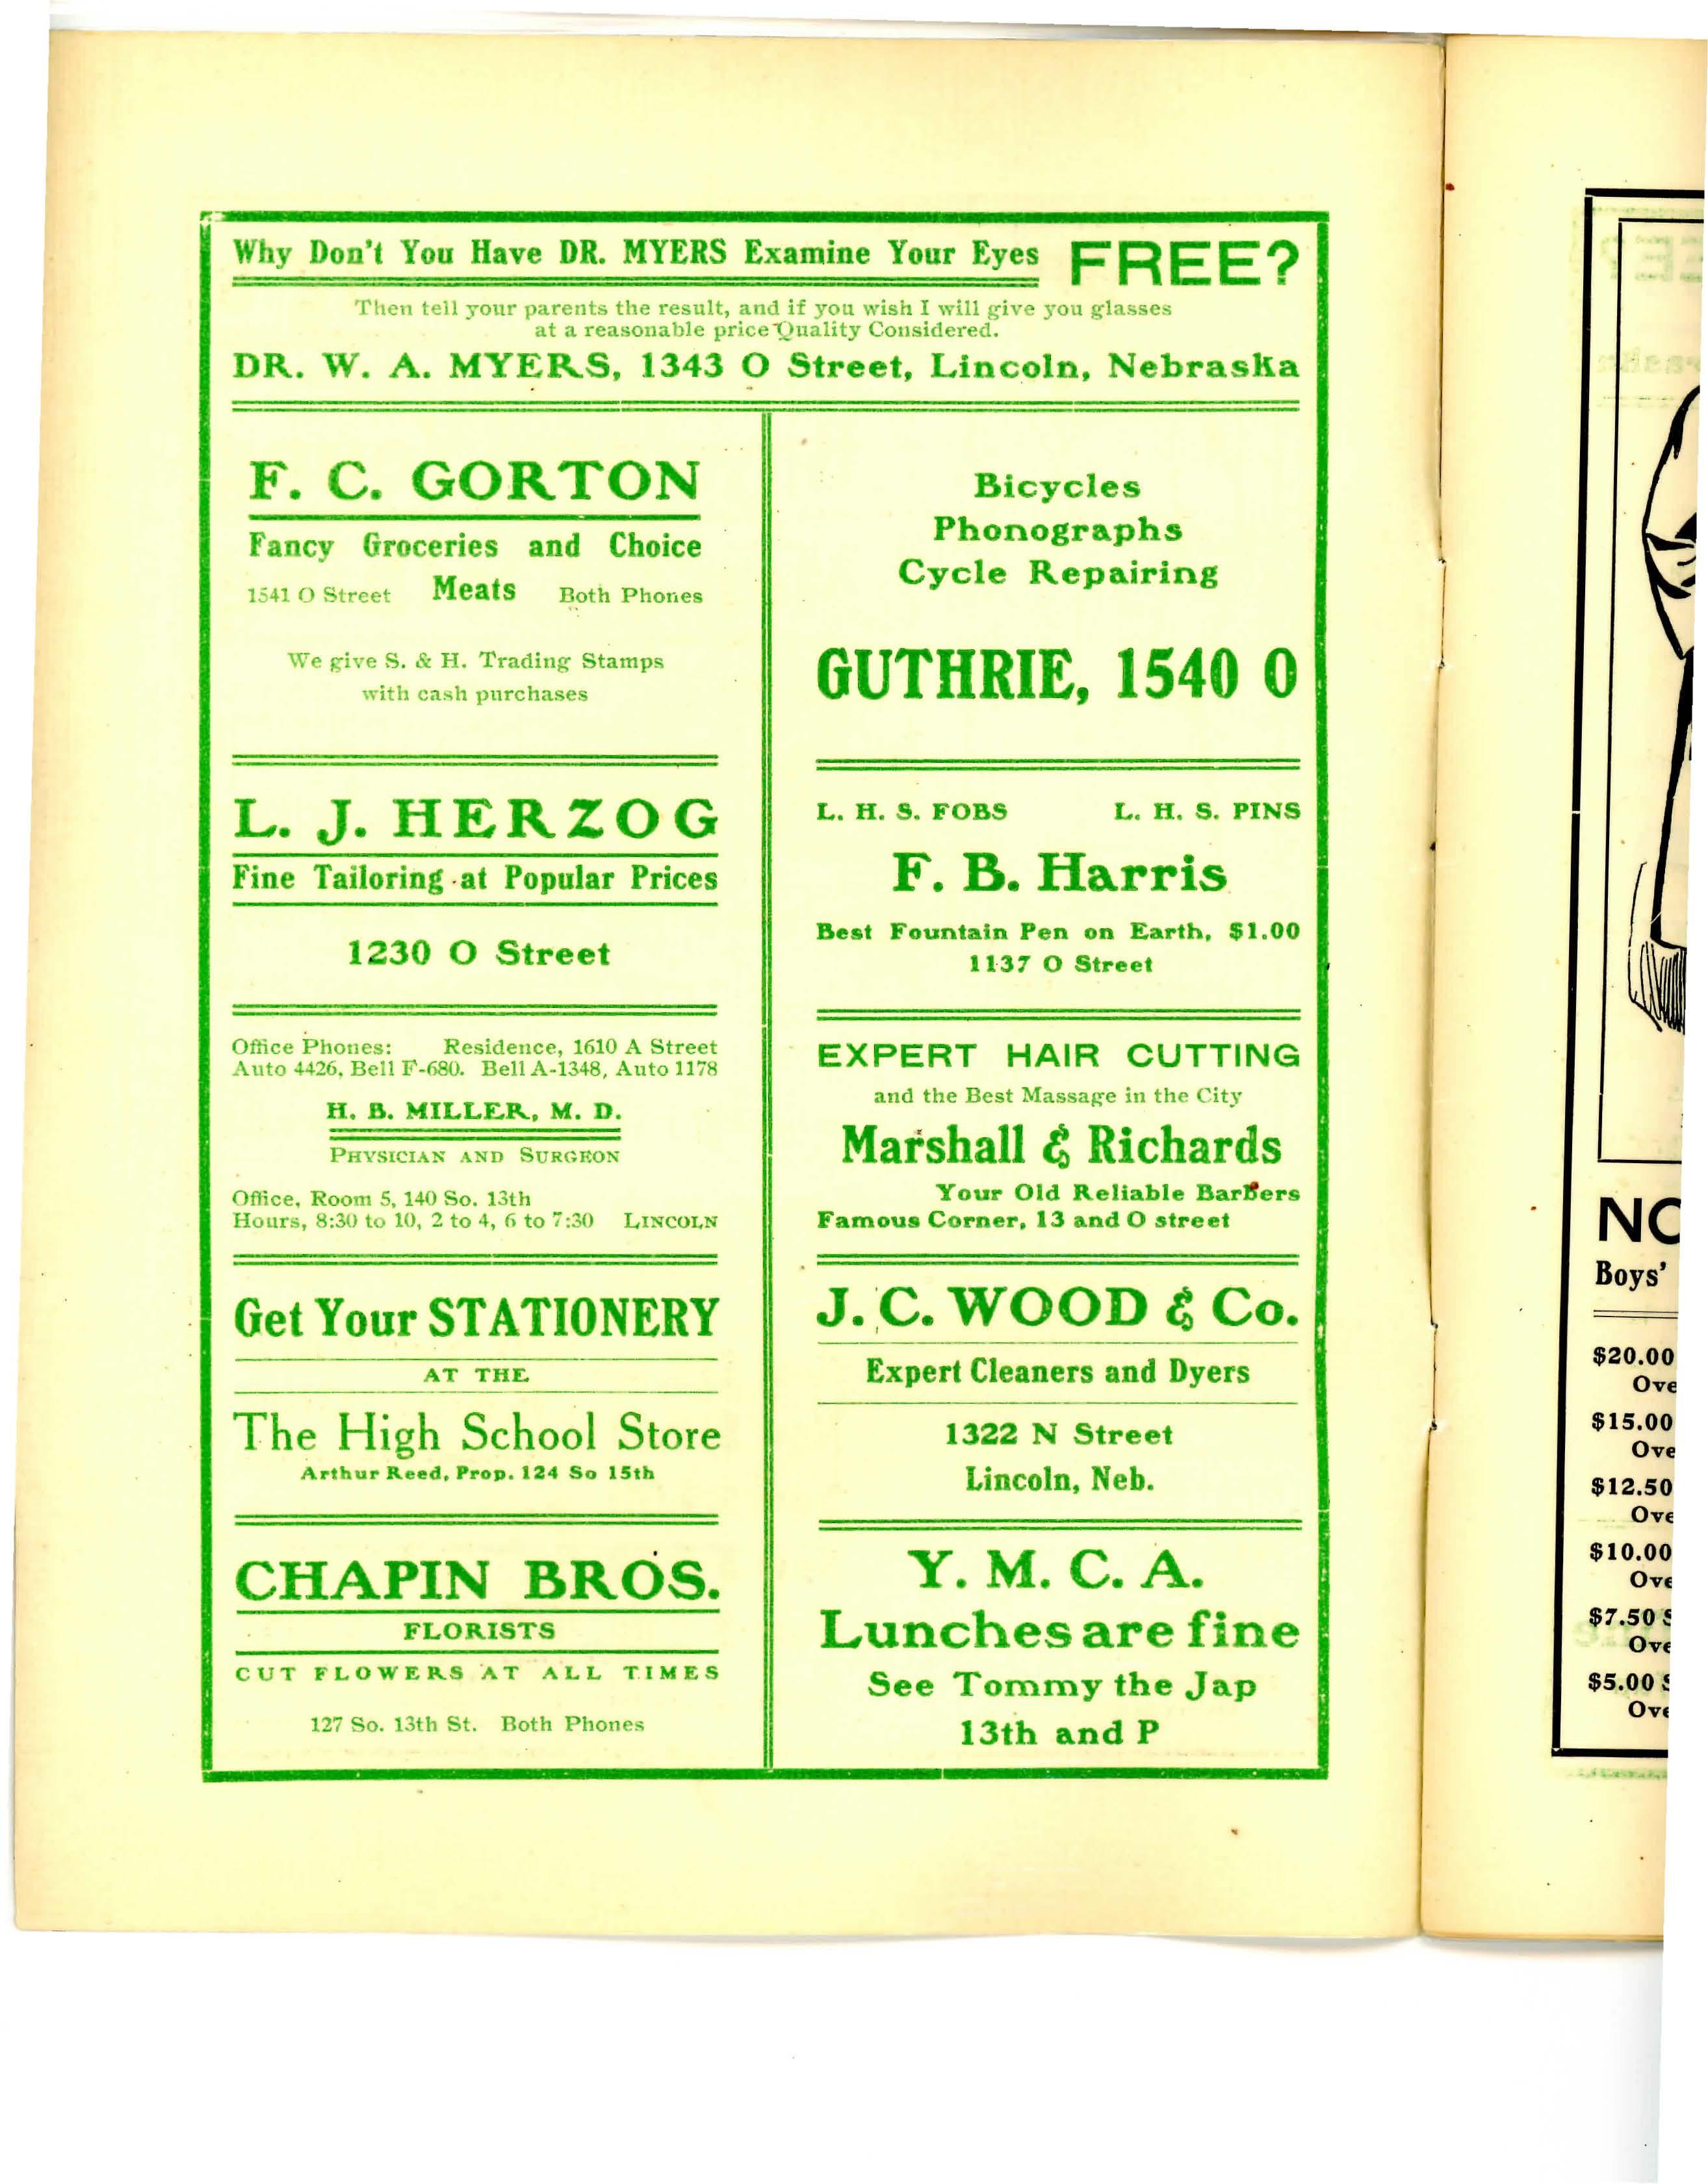 Why Don't You Have DR. MYERS Examine Your Eyes FREE?
Then tell your parents the result, and if you wish I will give you glasses
at a reasonable price Quality Considered.
DR. W. A. MYERS, 1343 O Street, Lincoln, Nebraska
F. C. GORTON
Fancy Groceries and Choice
1541 O Street Meats Both Phones
We give S. & H. Trading Stamps
with cash purchases
L. J. HERZOG
Fine Tailoring at Popular Prices
1230 O Street
Office Phones: Residence, 1610 A Street
Auto 4426, Bell F-680. Bell A-1348, Auto 1178
H. B. MILLER, M. D.
PHYSICIAN AND SURGEON
Office, Room 5, 140 So. 13th
Hours, 8:30 to 10, 2 to 4, 6 to 7:30 LINCOLN
Get Your STATIONERY
AT THE
The High School Store
Arthur Reed, Prop. 124 So 15th
CHAPIN BROS.
FLORISTS
CUT FLOWERS AT ALL TIMES
127 So. 13th St. Both Phones
Bicycles
Phonographs
Cycle Repairing
GUTHRIE, 1540 O
L. H. S. FOBS L. H. S. PINS
F. B. Harris
Best Fountain Pen on Earth, $1.00
1137 O Street
EXPERT HAIR CUTTING
and the Best Massage in the City
Marshall & Richards
Your Old Reliable Barbers
Famous Corner, 13 and O street
J. C. WOOD & Co.
Expert Cleaners and Dyers
1322 N Street
Lincoln, Neb.
Y. M. C. A.
Lunches are fine
See Tommy the Jap
13th and P
NO
Boys'
$20.00
Ove
$15.00
Ove
$12.50
Ove
$10.00
Ove
$7.50 S
Ove
$5.00 S
Ove